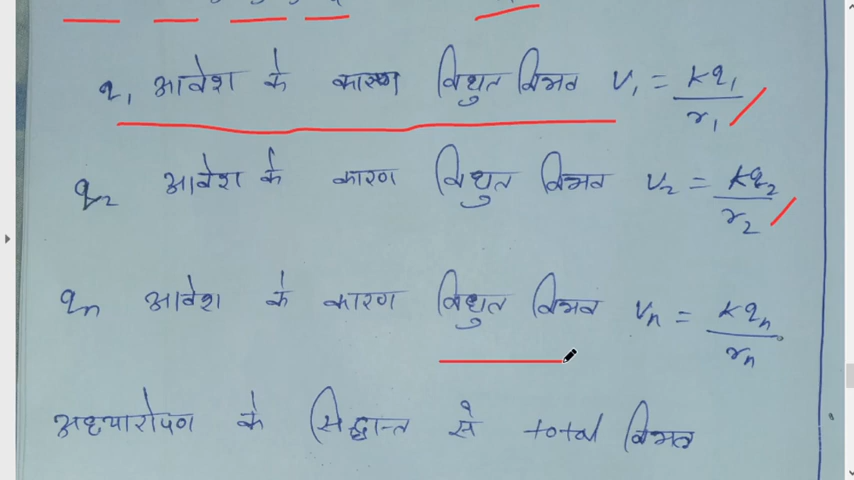 q₁ आवेश के कारण विधुत विभव V₁ = kq₁/r₁
q₂ आवेश के कारण विधुत विभव V₂ = kq₂/r₂
qn आवेश के कारण विधुत विभव Vn = kqn/rn
अध्यारोपण के सिद्धान्त से total विभव